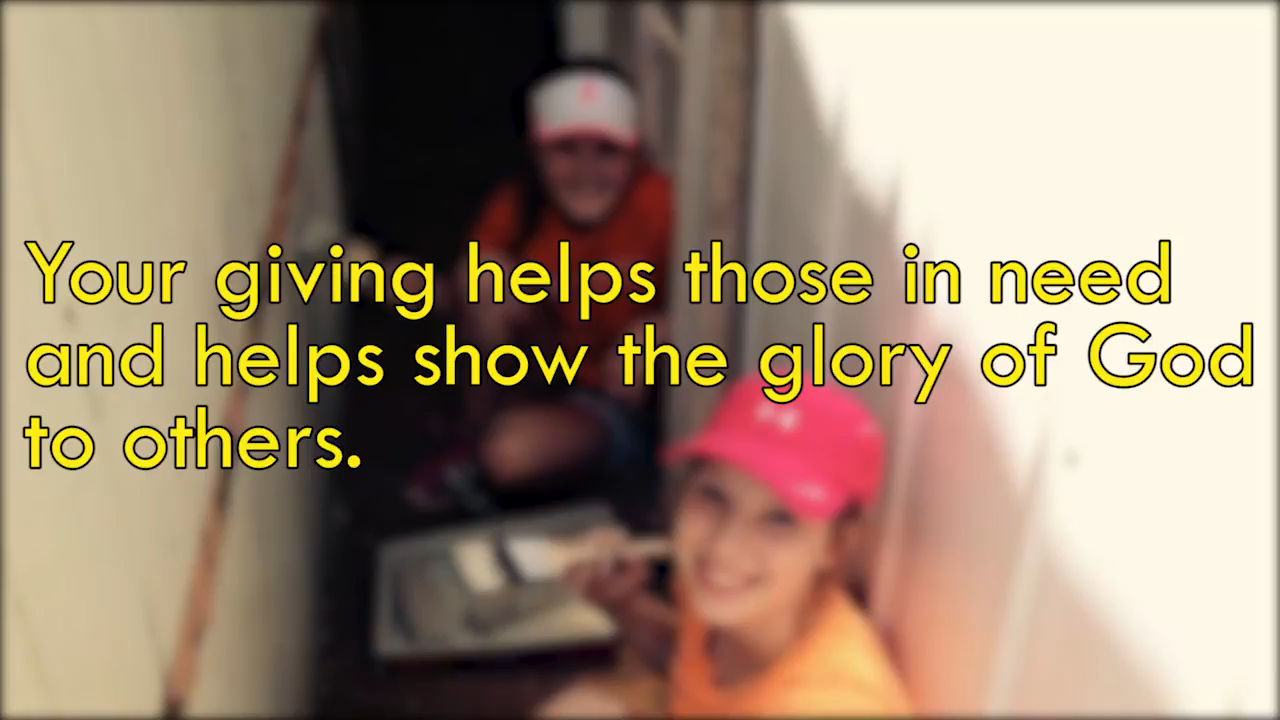 Your giving helps those in need
and helps show the glory of God
to others.